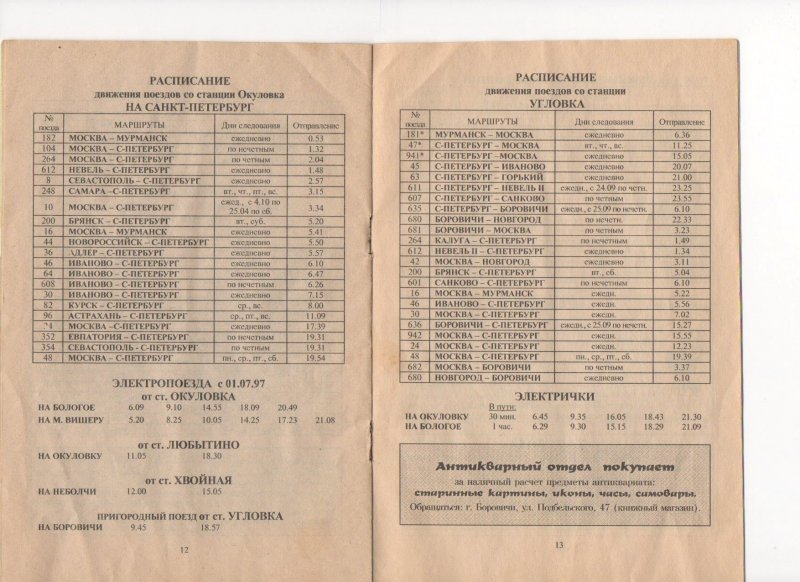 РАСПИСАНИЕ
движения поездов со станции Окуловка
НА САНКТ-ПЕТЕРБУРГ
№ поезда МАРШРУТЫ Дни следования Отправление
182 МОСКВА – МУРМАНСК ежедневно 0.53
104 МОСКВА – С-ПЕТЕРБУРГ по нечетным 1.32
264 МОСКВА – С-ПЕТЕРБУРГ по четным 2.04
612 НЕВЕЛЬ – С-ПЕТЕРБУРГ ежедневно 1.48
8 СЕВАСТОПОЛЬ – С-ПЕТЕРБУРГ ежедневно 2.57
248 САМАРА – С-ПЕТЕРБУРГ вт., чт., пт., вс. 3.15
10 МОСКВА – С-ПЕТЕРБУРГ ежед., с 4.10 по 25.04 по сб. 3.34
200 БРЯНСК – С-ПЕТЕРБУРГ вт., суб. 5.20
16 МОСКВА – МУРМАНСК ежедневно 5.41
44 НОВОРОССИЙСК – С-ПЕТЕРБУРГ ежедневно 5.50
36 АДЛЕР – С-ПЕТЕРБУРГ ежедневно 5.57
46 ИВАНОВО – С-ПЕТЕРБУРГ ежедневно 6.10
64 ИВАНОВО – С-ПЕТЕРБУРГ ежедневно 6.47
608 ИВАНОВО – С-ПЕТЕРБУРГ по нечетным 6.26
30 ИВАНОВО – С-ПЕТЕРБУРГ ежедневно 7.15
82 КУРСК – С-ПЕТЕРБУРГ ср., вс. 8.00
96 АСТРАХАНЬ – С-ПЕТЕРБУРГ ср., пт., вс. 11.09
МОСКВА – С-ПЕТЕРБУРГ ежедневно 17.39
352 ЕВПАТОРИЯ – С-ПЕТЕРБУРГ по нечетным 19.31
354 СЕВАСТОПОЛЬ - С-ПЕТЕРБУРГ по четным 19.31
48 МОСКВА – С-ПЕТЕРБУРГ пн., ср., пт., сб. 19.54
ЭЛЕКТРОПОЕЗДА с 01.07.97
от ст. ОКУЛОВКА
НА БОЛОГОЕ 6.09 9.10 14.55 18.09 20.49
НА М. ВИШЕРУ 5.20 8.25 10.05 14.25 17.23 21.08
от ст. ЛЮБЫТИНО
НА ОКУЛОВКУ 11.05 18.30
от ст. ХВОЙНАЯ
НА НЕБОЛЧИ 12.00 15.05
ПРИГОРОДНЫЙ ПОЕЗД от ст. УГЛОВКА
НА БОРОВИЧИ 9.45 18.57
12
РАСПИСАНИЕ
движения поездов со станции
УГЛОВКА
№ поезда МАРШРУТЫ Дни следования Отправление
181* МУРМАНСК – МОСКВА ежедневно 6.36
47* С-ПЕТЕРБУРГ – МОСКВА вт., чт., вс. 11.25
941* С-ПЕТЕРБУРГ –МОСКВА ежедневно 15.05
45 С-ПЕТЕРБУРГ – ИВАНОВО ежедневно 20.07
63 С-ПЕТЕРБУРГ – ГОРЬКИЙ ежедневно 21.00
611 С-ПЕТЕРБУРГ – НЕВЕЛЬ II ежедн., с 24.09 по четн. 23.25
607 С-ПЕТЕРБУРГ – САНКОВО по четным 23.55
635 С-ПЕТЕРБУРГ – БОРОВИЧИ ежедн., с 25.09 по нечетн. 6.10
680 БОРОВИЧИ – НОВГОРОД по нечетн. 22.33
681 БОРОВИЧИ – МОСКВА по четным 3.23
264 КАЛУГА – С-ПЕТЕРБУРГ по нечетным 1.49
612 НЕВЕЛЬ II – С-ПЕТЕРБУРГ ежедневно 1.34
42 МОСКВА – НОВГОРОД ежедневно 3.11
200 БРЯНСК – С-ПЕТЕРБУРГ вт., сб. 5.04
601 САНКОВО – С-ПЕТЕРБУРГ по нечетным 6.10
16 МОСКВА – МУРМАНСК ежедн. 5.22
46 ИВАНОВО – С-ПЕТЕРБУРГ ежедн. 5.56
30 МОСКВА – С-ПЕТЕРБУРГ ежедн. 7.02
636 БОРОВИЧИ – С-ПЕТЕРБУРГ ежедн., с 25.09 по нечетн. 15.27
942 МОСКВА – С-ПЕТЕРБУРГ ежедн. 15.55
24 МОСКВА – С-ПЕТЕРБУРГ ежедн. 12.23
48 МОСКВА – С-ПЕТЕРБУРГ пн., ср., пт., сб. 19.39
682 МОСКВА – БОРОВИЧИ по нечетным 3.37
680 НОВГОРОД – БОРОВИЧИ ежедневно 6.10
ЭЛЕКТРИЧКИ
В пути:
НА ОКУЛОВКУ 30 мин. 6.45 9.35 16.05 18.43 21.30
НА БОЛОГОЕ 1 час. 6.29 9.30 15.15 18.29 21.09
Антикварный отдел покупает
за наличный расчет предметы антиквариата:
старинные картины, иконы, часы, самовары.
Обращаться: г. Боровичи, ул. Подбельского, 47 (книжный магазин).
13